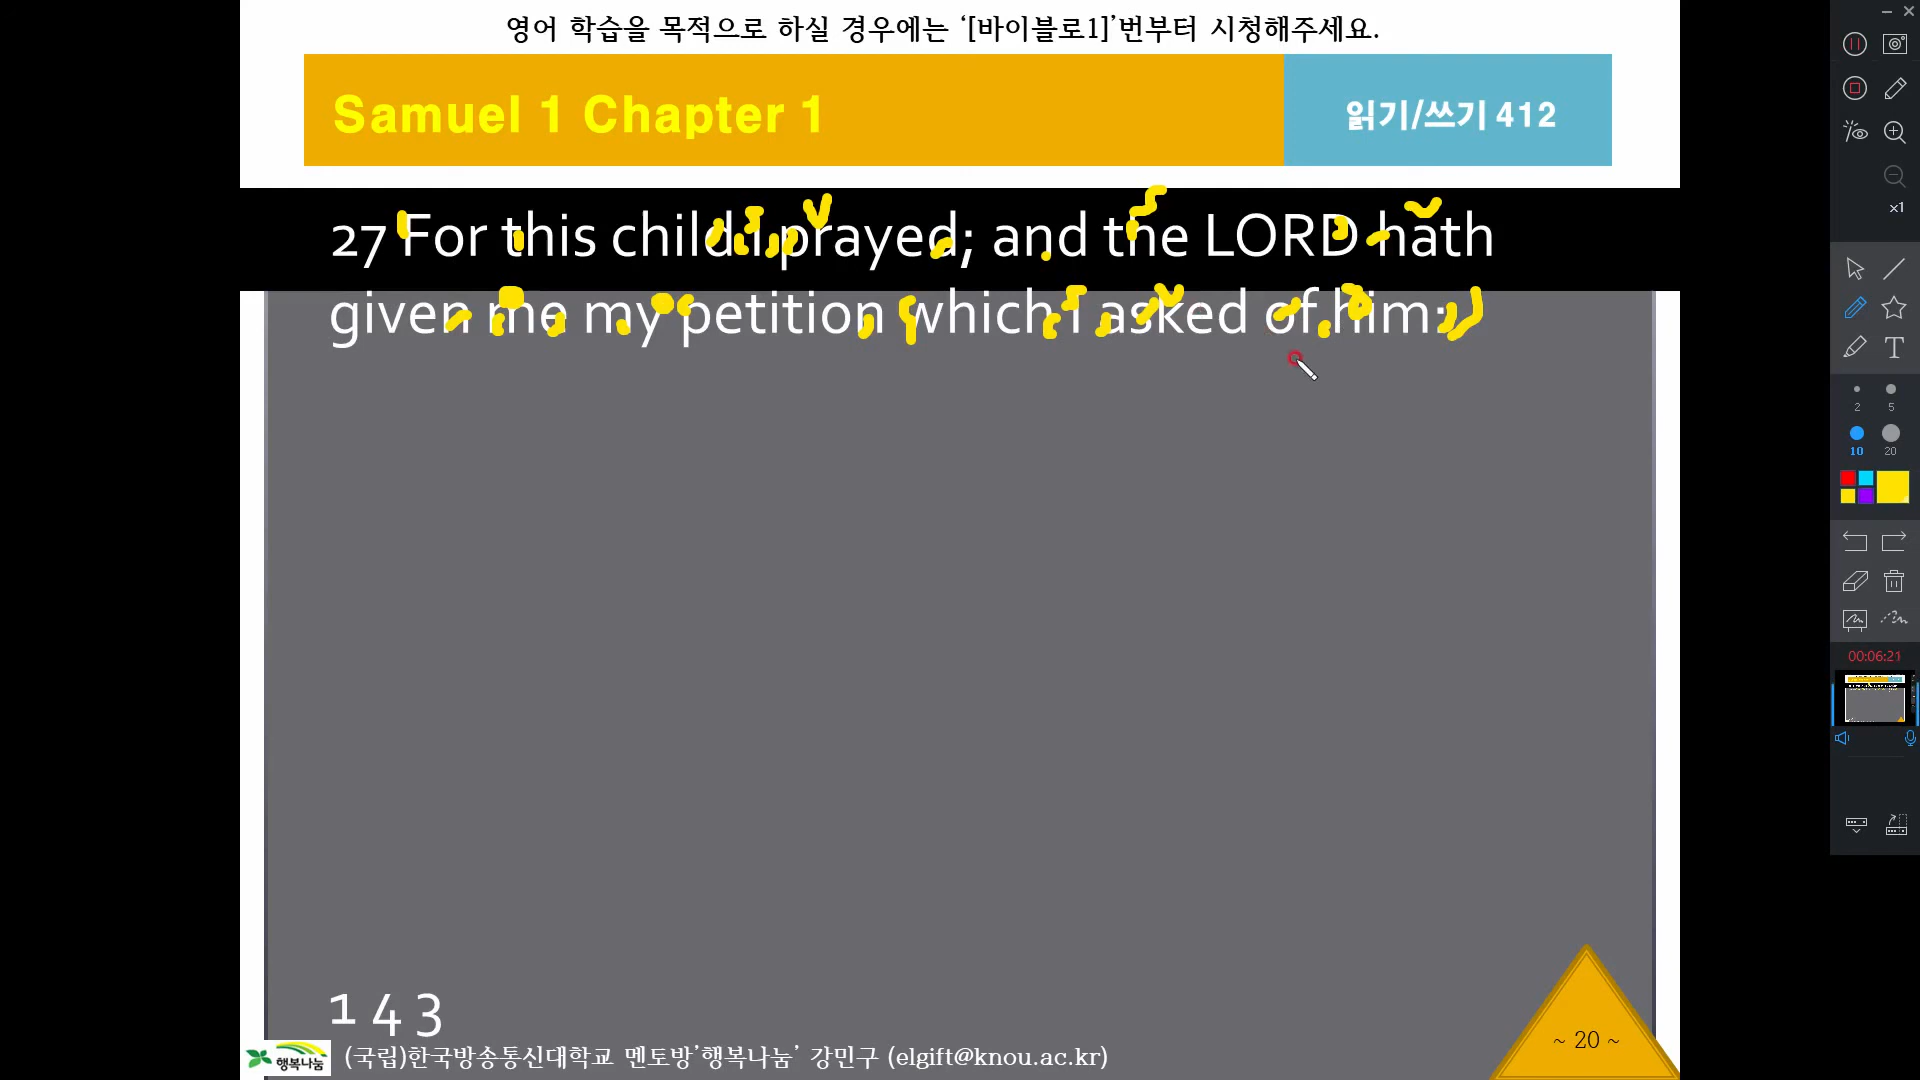 영어 학습을 목적으로 하실 경우에는 '[바이블로1]'번부터 시청해주세요.
Samuel 1 Chapter 1
읽기/쓰기 412
27 For this child I prayed; and the LORD hath
given me my petition which I asked of him:
1 4 3
~ 20 ~
행복나눔
(국립)한국방송통신대학교 멘토방'행복나눔' 강민구 (elgift@knou.ac.kr)
x1
2 5
10 20
00:06:21